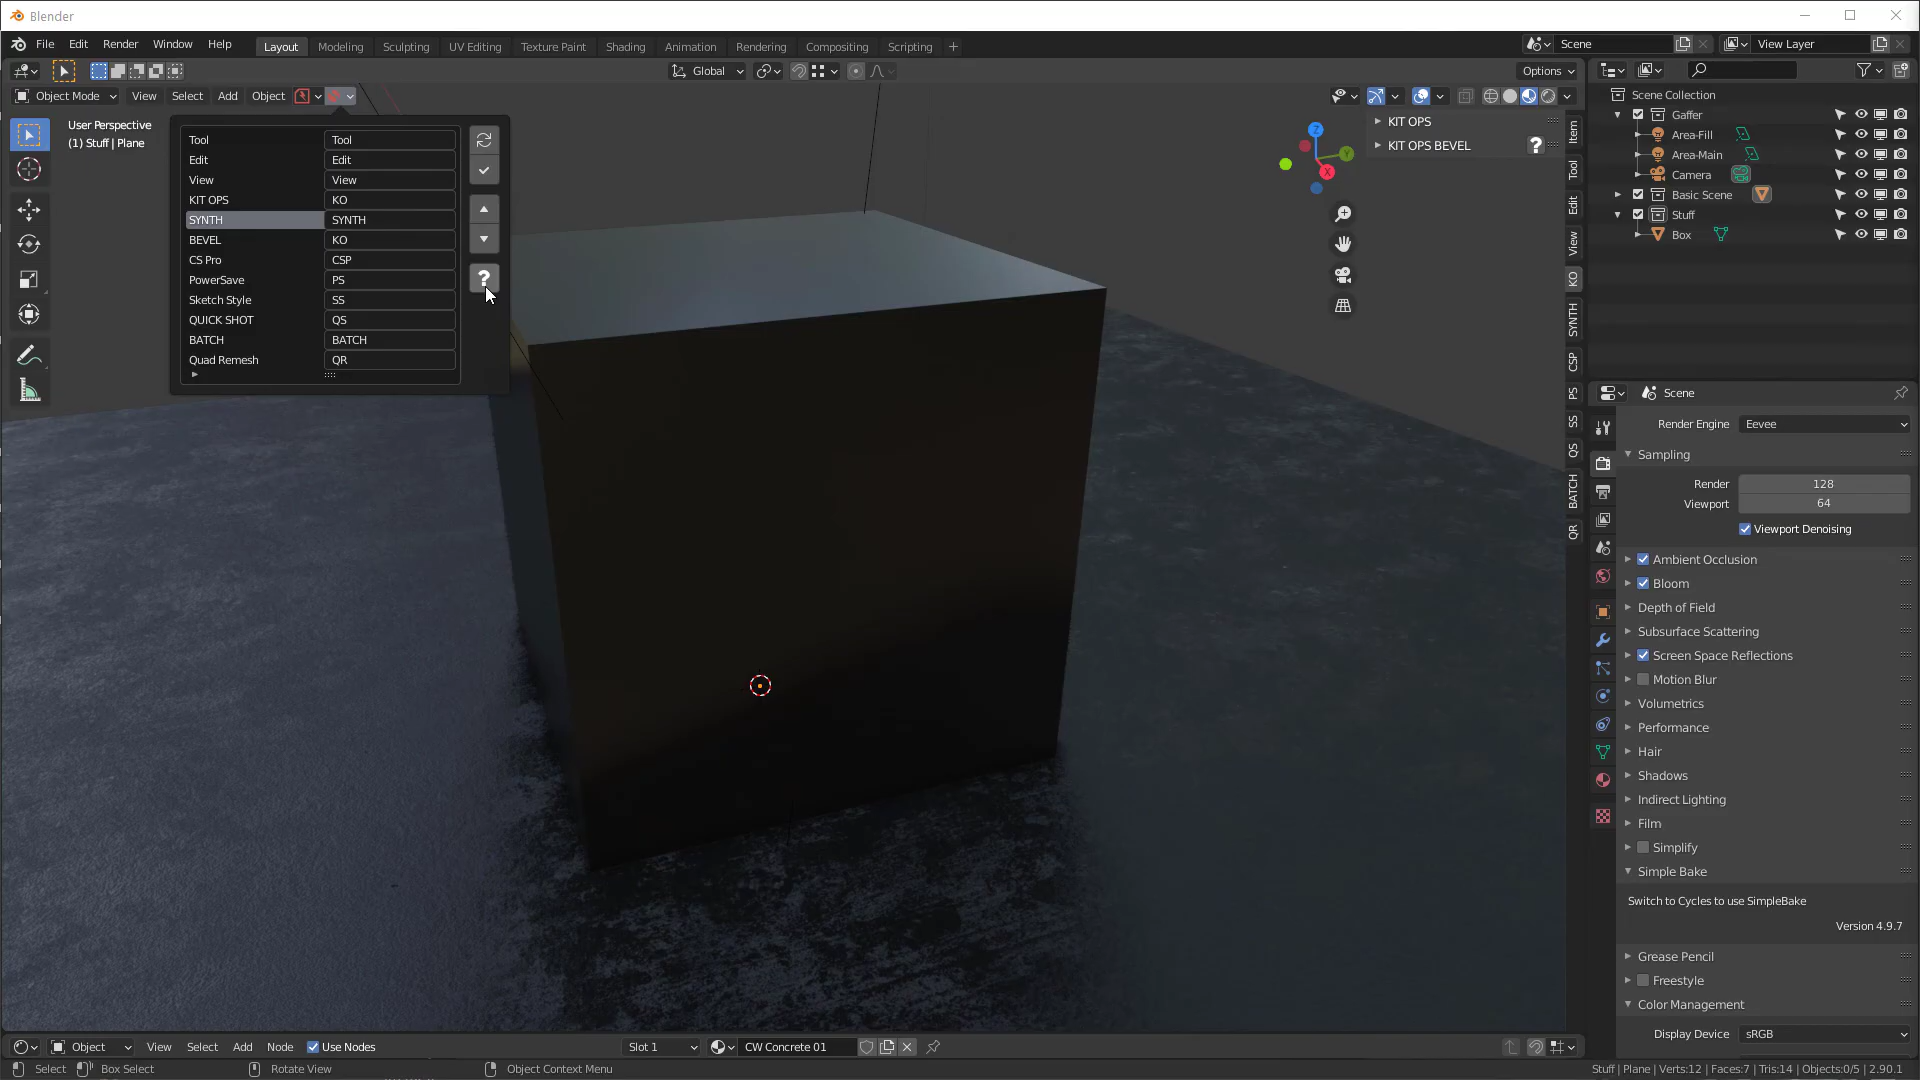 Blender
File Edit Render Window Help Layout Modeling Sculpting UV Editing Texture Paint Shading Animation Rendering Compositing Scripting + Scene View Layer
Global Options
Object Mode View Select Add Object
User Perspective
(1) Stuff | Plane
Tool Tool
Edit Edit
View View
KIT OPS KO
SYNTH SYNTH
BEVEL KO
CS Pro CSP
PowerSave PS
Sketch Style SS
QUICK SHOT QS
BATCH BATCH
Quad Remesh QR
?
Z
Y
X
KIT OPS
KIT OPS BEVEL ?
Item
Tool
Edit
View
KO
SYNTH
CSP
PS
SS
QS
BATCH
QR
Scene Collection
Gaffer
Area-Fill
Area-Main
Camera
Basic Scene
Stuff
Box
Scene
Render Engine Eevee
Sampling
Render 128
Viewport 64
Viewport Denoising
Ambient Occlusion
Bloom
Depth of Field
Subsurface Scattering
Screen Space Reflections
Motion Blur
Volumetrics
Performance
Hair
Shadows
Indirect Lighting
Film
Simplify
Simple Bake
Switch to Cycles to use SimpleBake
Version 4.9.7
Grease Pencil
Freestyle
Color Management
Display Device sRGB
Object View Select Add Node Use Nodes Slot 1 CW Concrete 01
Select Box Select Rotate View Object Context Menu Stuff | Plane | Verts:12 | Faces:7 | Tris:14 | Objects:0/5 | 2.90.1